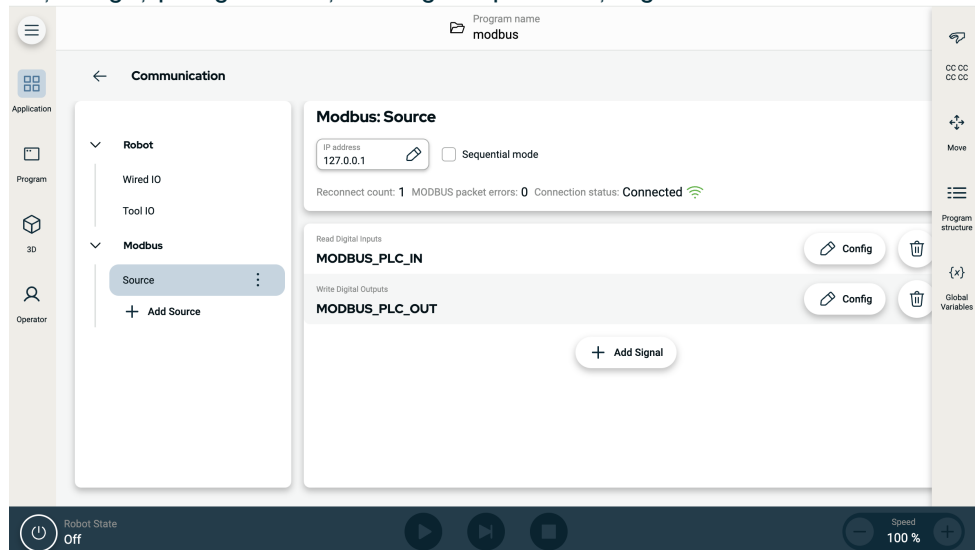 Program name
modbus
Communication
Application
Program
3D
Operator
Robot
Wired IO
Tool IO
Modbus
Source
+ Add Source
Modbus: Source
IP address
127.0.0.1
Sequential mode
Reconnect count: 1 MODBUS packet errors: 0 Connection status: Connected
Read Digital Inputs
MODBUS_PLC_IN
Config
Write Digital Outputs
MODBUS_PLC_OUT
Config
+ Add Signal
CC CC
CC CC
Move
Program
structure
{x}
Global
Variables
Robot State
Off
Speed
100 %